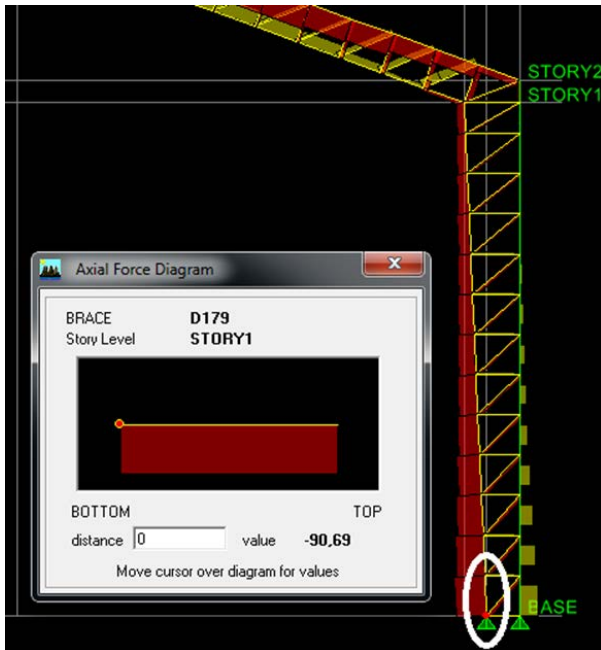 STORY2
STORY1
Axial Force Diagram
BRACE D179
Story Level STORY1
BOTTOM TOP
distance 0 value -90,69
Move cursor over diagram for values
BASE